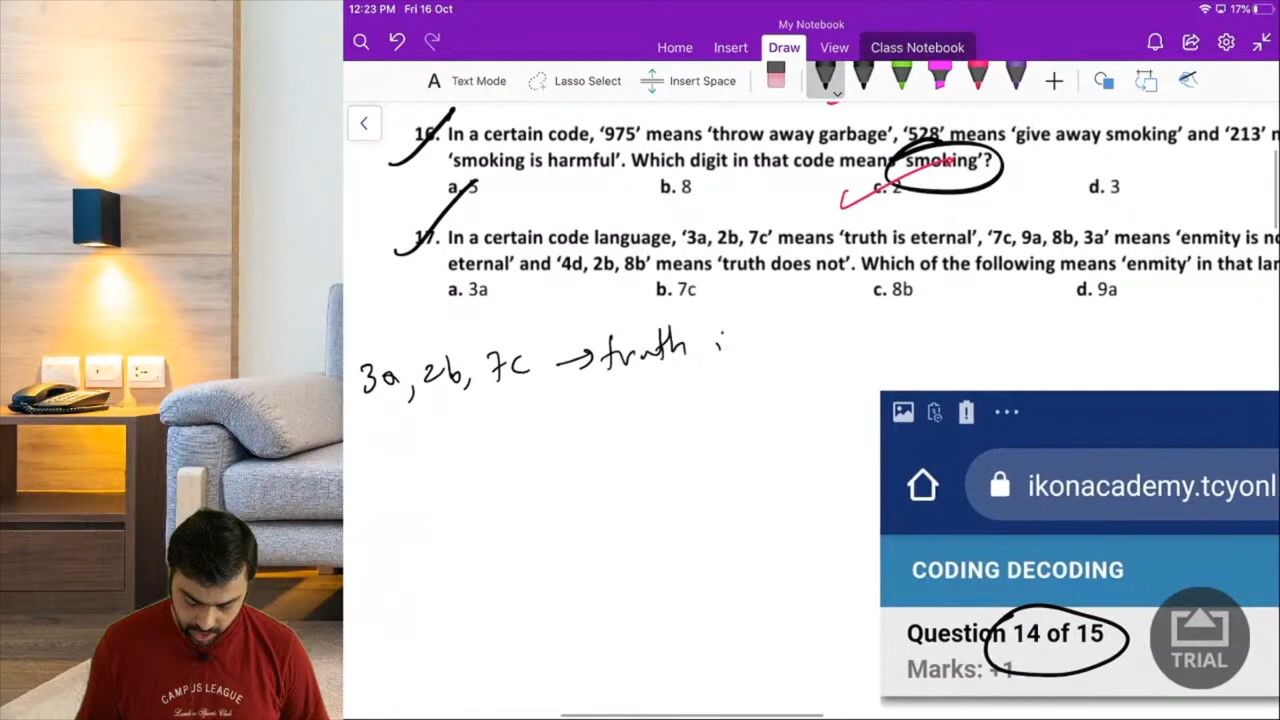 12:23 PM Fri 16 Oct
17%
My Notebook
Home Insert Draw View Class Notebook
A Text Mode Lasso Select Insert Space
16. In a certain code, ‘975’ means ‘throw away garbage’, ‘528’ means ‘give away smoking’ and ‘213’
‘smoking is harmful’. Which digit in that code means ‘smoking’?
a. 5 b. 8 c. 2 d. 3
17. In a certain code language, ‘3a, 2b, 7c’ means ‘truth is eternal’, ‘7c, 9a, 8b, 3a’ means ‘enmity is
eternal’ and ‘4d, 2b, 8b’ means ‘truth does not’. Which of the following means ‘enmity’ in that
a. 3a b. 7c c. 8b d. 9a
3a, 2b, 7c → truth
ikonacademy.tcyonl
CODING DECODING
Question 14 of 15
Marks: +1
TRIAL
CAMPUS LEAGUE